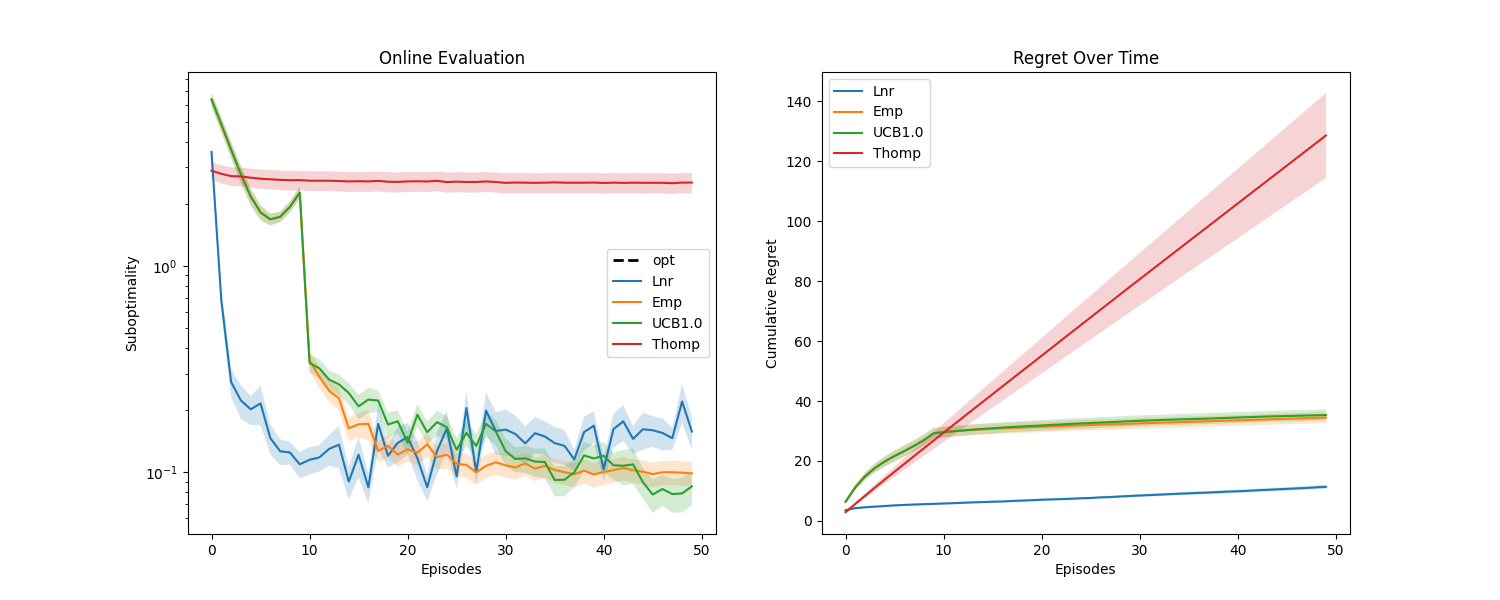 Online Evaluation
Suboptimality
10⁰
10⁻¹
opt
Lnr
Emp
UCB1.0
Thomp
0 10 20 30 40 50
Episodes
Regret Over Time
Cumulative Regret
140
120
100
80
60
40
20
0
Lnr
Emp
UCB1.0
Thomp
0 10 20 30 40 50
Episodes